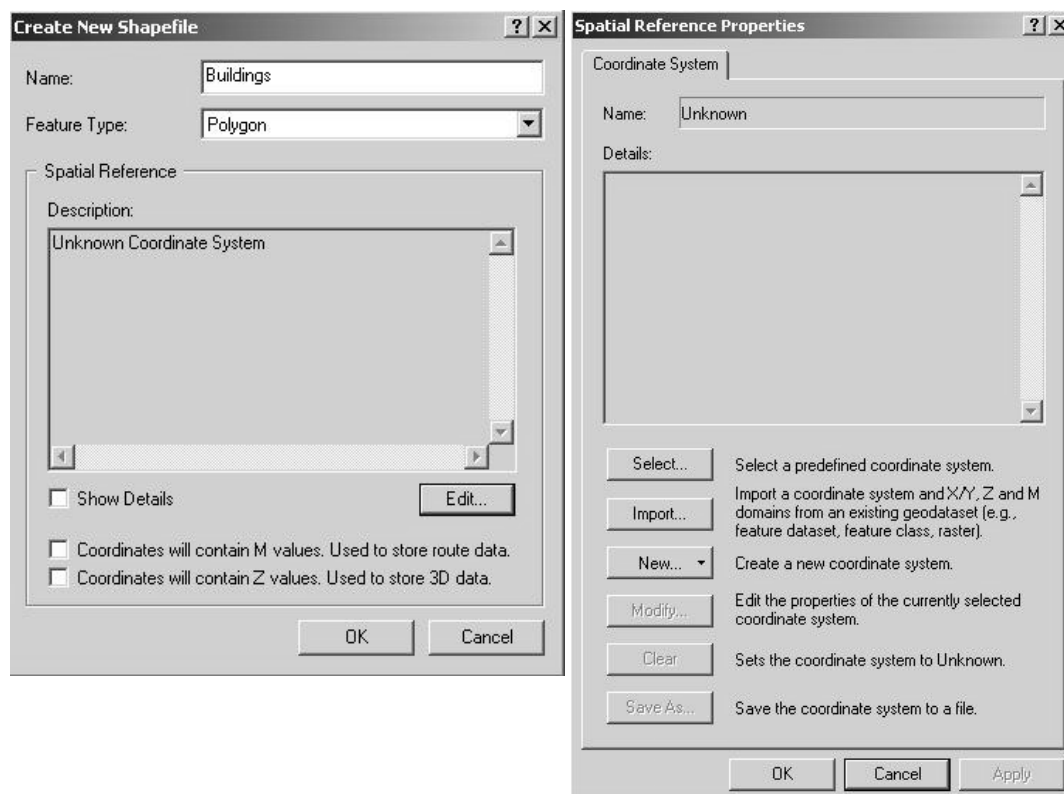 Create New Shapefile
Name:
Buildings
Feature Type:
Polygon
Spatial Reference
Description:
Unknown Coordinate System
Show Details
Edit...
Coordinates will contain M values. Used to store route data.
Coordinates will contain Z values. Used to store 3D data.
OK
Cancel
Spatial Reference Properties
Coordinate System
Name:
Unknown
Details:
Select...
Select a predefined coordinate system.
Import...
Import a coordinate system and X/Y, Z and M
domains from an existing geodataset (e.g.,
feature dataset, feature class, raster).
New...
Create a new coordinate system.
Modify...
Edit the properties of the currently selected
coordinate system.
Clear
Sets the coordinate system to Unknown.
Save As...
Save the coordinate system to a file.
OK
Cancel
Apply